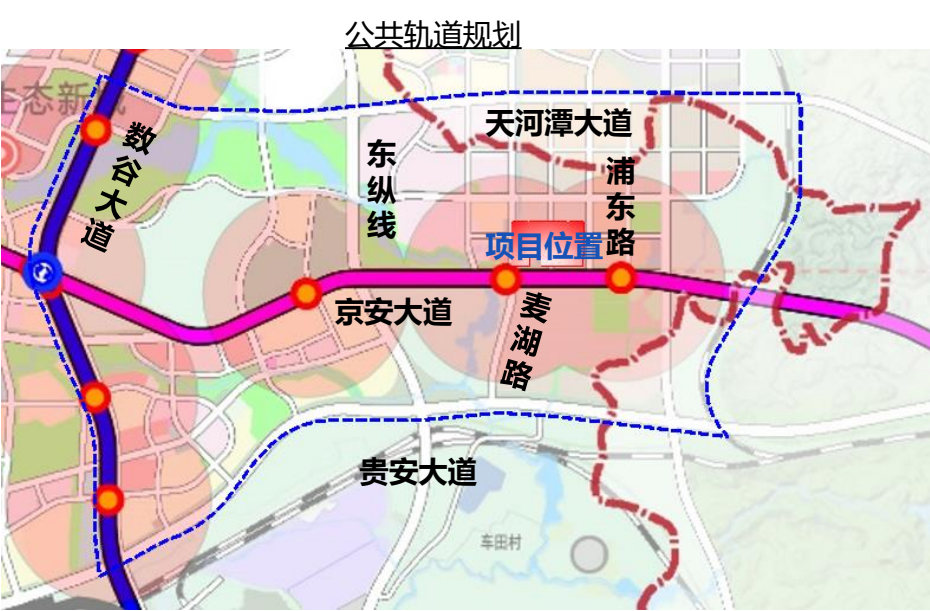 公共轨道规划
生态新城
天河潭大道
数谷大道
东纵线
浦东路
项目位置
京安大道
麦湖路
贵安大道
车田村